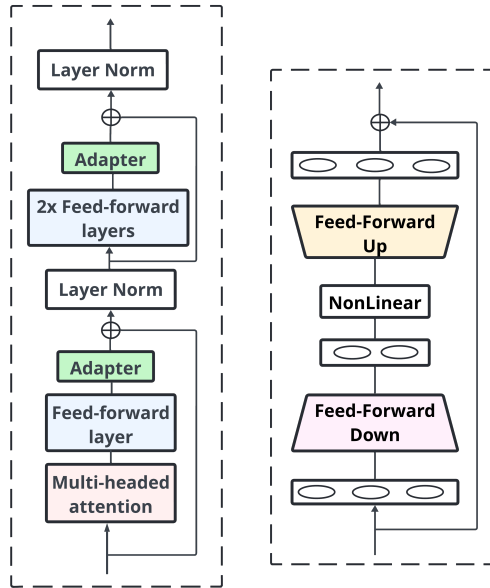 Layer Norm
Adapter
2x Feed-forward
layers
Layer Norm
Adapter
Feed-forward
layer
Multi-headed
attention
Feed-Forward
Up
NonLinear
Feed-Forward
Down